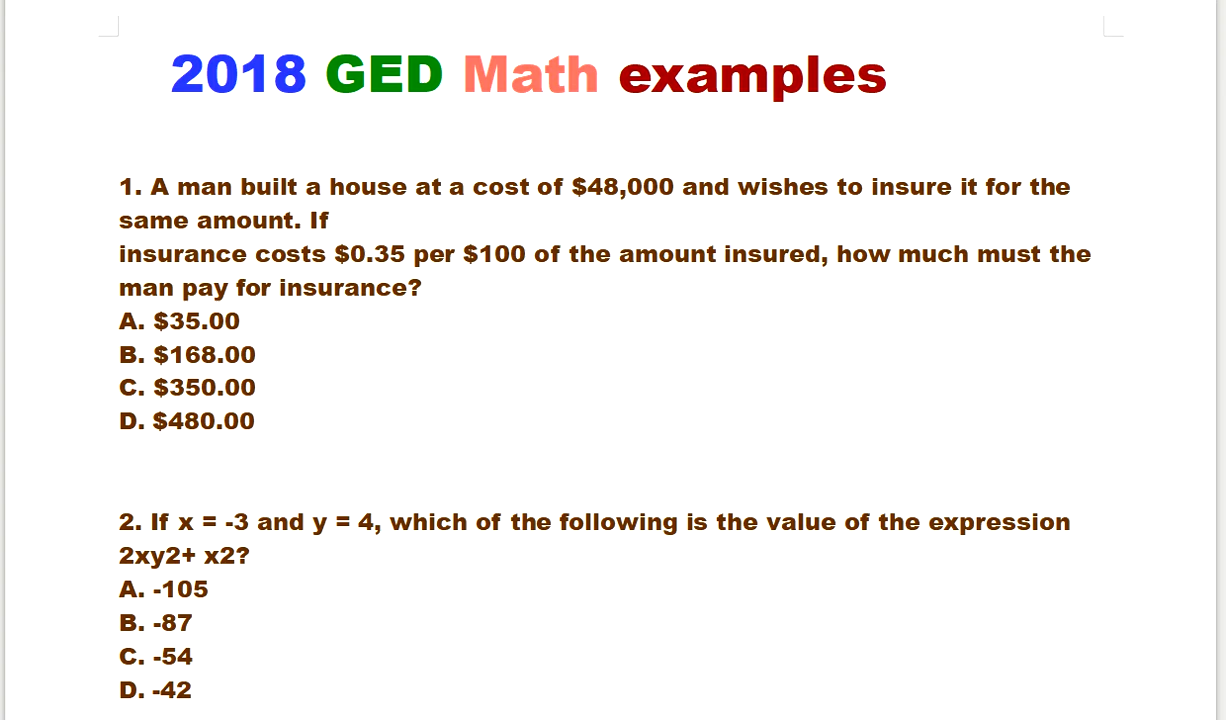 2018 GED Math examples
1. A man built a house at a cost of $48,000 and wishes to insure it for the
same amount. If
insurance costs $0.35 per $100 of the amount insured, how much must the
man pay for insurance?
A. $35.00
B. $168.00
C. $350.00
D. $480.00
2. If x = -3 and y = 4, which of the following is the value of the expression
2xy2+ x2?
A. -105
B. -87
C. -54
D. -42